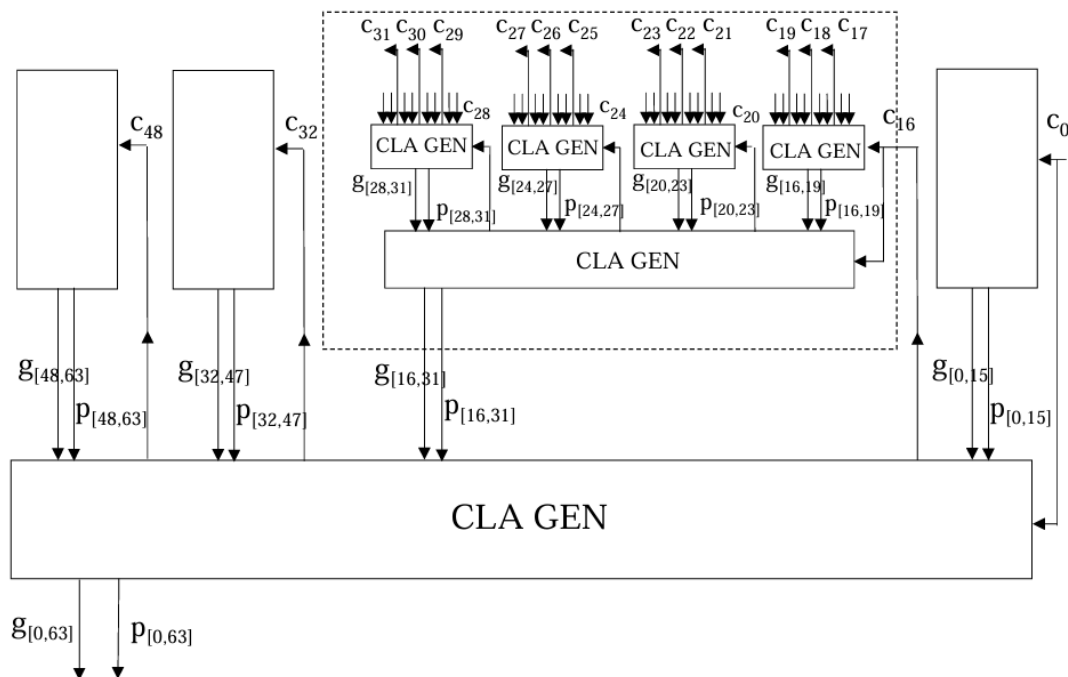 c₃₁ c₃₀ c₂₉ c₂₇ c₂₆ c₂₅ c₂₃ c₂₂ c₂₁ c₁₉ c₁₈ c₁₇
c₄₈ c₃₂ c₂₈ c₂₄ c₂₀ c₁₆ c₀
CLA GEN CLA GEN CLA GEN CLA GEN
g[28,31] g[24,27] g[20,23] g[16,19]
p[28,31] p[24,27] p[20,23] p[16,19]
CLA GEN
g[48,63] g[32,47] g[16,31] g[0,15]
p[48,63] p[32,47] p[16,31] p[0,15]
CLA GEN
g[0,63] p[0,63]